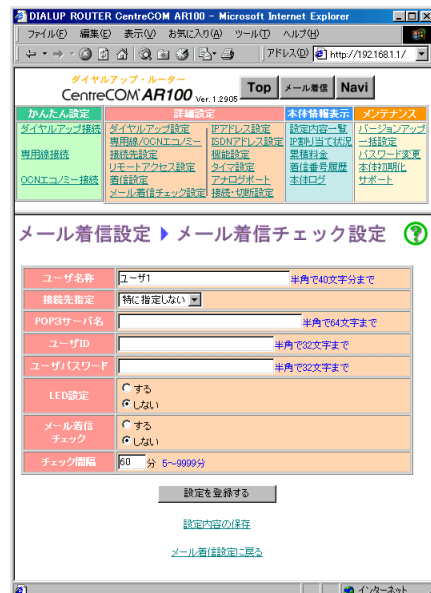 DIALUP ROUTER CentreCOM AR100 - Microsoft Internet Explorer
ファイル(F) 編集(E) 表示(V) お気に入り(A) ツール(T) ヘルプ(H)
アドレス(D) http://192.168.1.1/
ダイヤルアップ・ルーター
CentreCOM AR100 Ver. 1.2905
Top メール着信 Navi
かんたん設定 詳細設定 本体情報表示 メンテナンス
ダイヤルアップ接続 ダイヤルアップ設定 IPアドレス設定 設定内容一覧 バージョンアップ
専用線/OCNエコノミー ISDNアドレス設定 IP割り当て状況 一括設定
専用線接続 接続先設定 機能設定 累積料金 パスワード変更
リモートアクセス設定 タイマ設定 着信番号履歴 本体初期化
OCNエコノミー接続 着信設定 アナログポート 本体ログ サポート
メール着信チェック設定 接続・切断設定
メール着信設定 メール着信チェック設定 ?
ユーザ名称 ユーザ1 半角で40文字分まで
接続先指定 特に指定しない
POP3サーバ名 半角で64文字まで
ユーザID 半角で32文字まで
ユーザパスワード 半角で32文字まで
LED設定 する
しない
メール着信チェック する
しない
チェック間隔 60 分 5~9999分
設定を登録する
設定内容の保存
メール着信設定に戻る
インターネット